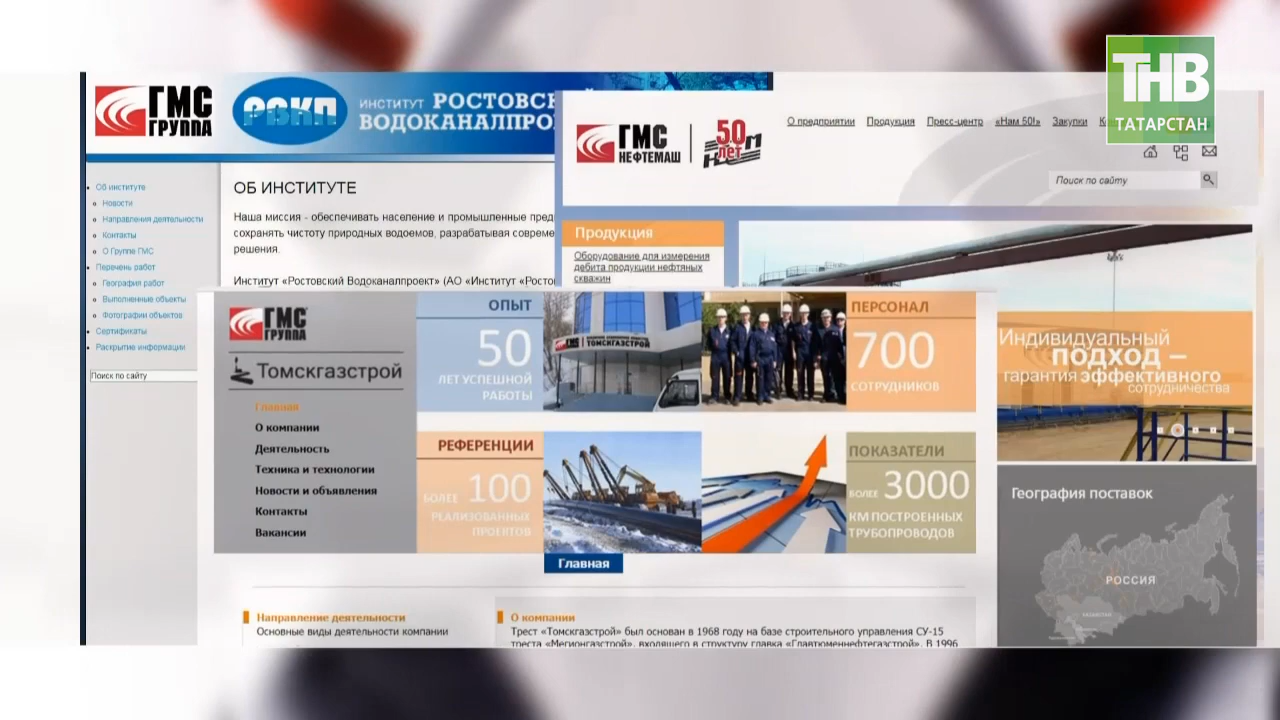 ТНВ
ТАТАРСТАН
ГМС
ГРУППА
РВКП
ИНСТИТУТ РОСТОВСК
ВОДОКАНАЛПРО
Об институте
Новости
Направления деятельности
Контакты
О Группе ГМС
Перечень работ
География работ
Выполненные объекты
Фотографии объектов
Сертификаты
Раскрытие информации
Поиск по сайту
ОБ ИНСТИТУТЕ
Наша миссия - обеспечивать население и промышленные пред
сохранять чистоту природных водоемов, разрабатывая совреме
решения.
Институт «Ростовский Водоканалпроект» (АО «Институт «Росто
ГМС
НЕФТЕМАШ
50
лет
О предприятии Продукция Пресс-центр «Нам 50!» Закупки
Поиск по сайту
Продукция
Оборудование для измерения
дебита продукции нефтяных
скважин
Индивидуальный
подход –
гарантия эффективного
сотрудничества
География поставок
РОССИЯ
ГМС
ГРУППА
Томскгазстрой
Главная
О компании
Деятельность
Техника и технологии
Новости и объявления
Контакты
Вакансии
ОПЫТ
50
ЛЕТ УСПЕШНОЙ
РАБОТЫ
ГМС ТОМСКГАЗСТРОЙ
ПЕРСОНАЛ
700
СОТРУДНИКОВ
РЕФЕРЕНЦИИ
БОЛЕЕ 100
РЕАЛИЗОВАННЫХ
ПРОЕКТОВ
ПОКАЗАТЕЛИ
БОЛЕЕ 3000
КМ ПОСТРОЕННЫХ
ТРУБОПРОВОДОВ
Главная
Направление деятельности
Основные виды деятельности компании
О компании
Трест «Томскгазстрой» был основан в 1968 году на базе строительного управления СУ-15
треста «Мегионгазстрой», входящего в структуру главка «Главтюменнефтегазстрой». В 1996